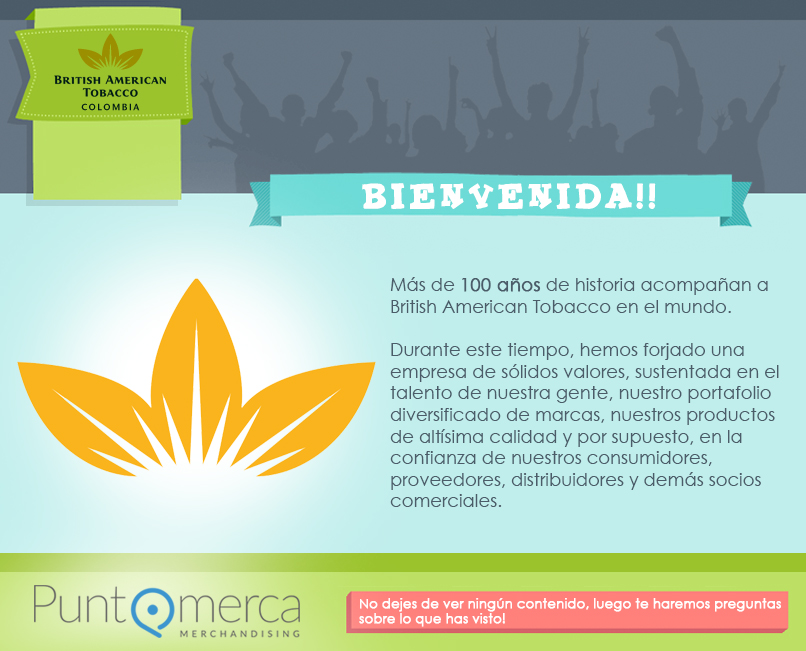 BRITISH AMERICAN
TOBACCO
COLOMBIA
BIENVENIDA!!
Más de 100 años de historia acompañan a
British American Tobacco en el mundo.
Durante este tiempo, hemos forjado una
empresa de sólidos valores, sustentada en el
talento de nuestra gente, nuestro portafolio
diversificado de marcas, nuestros productos
de altísima calidad y por supuesto, en la
confianza de nuestros consumidores,
proveedores, distribuidores y demás socios
comerciales.
Puntomerca
MERCHANDISING
No dejes de ver ningún contenido, luego te haremos preguntas
sobre lo que has visto!